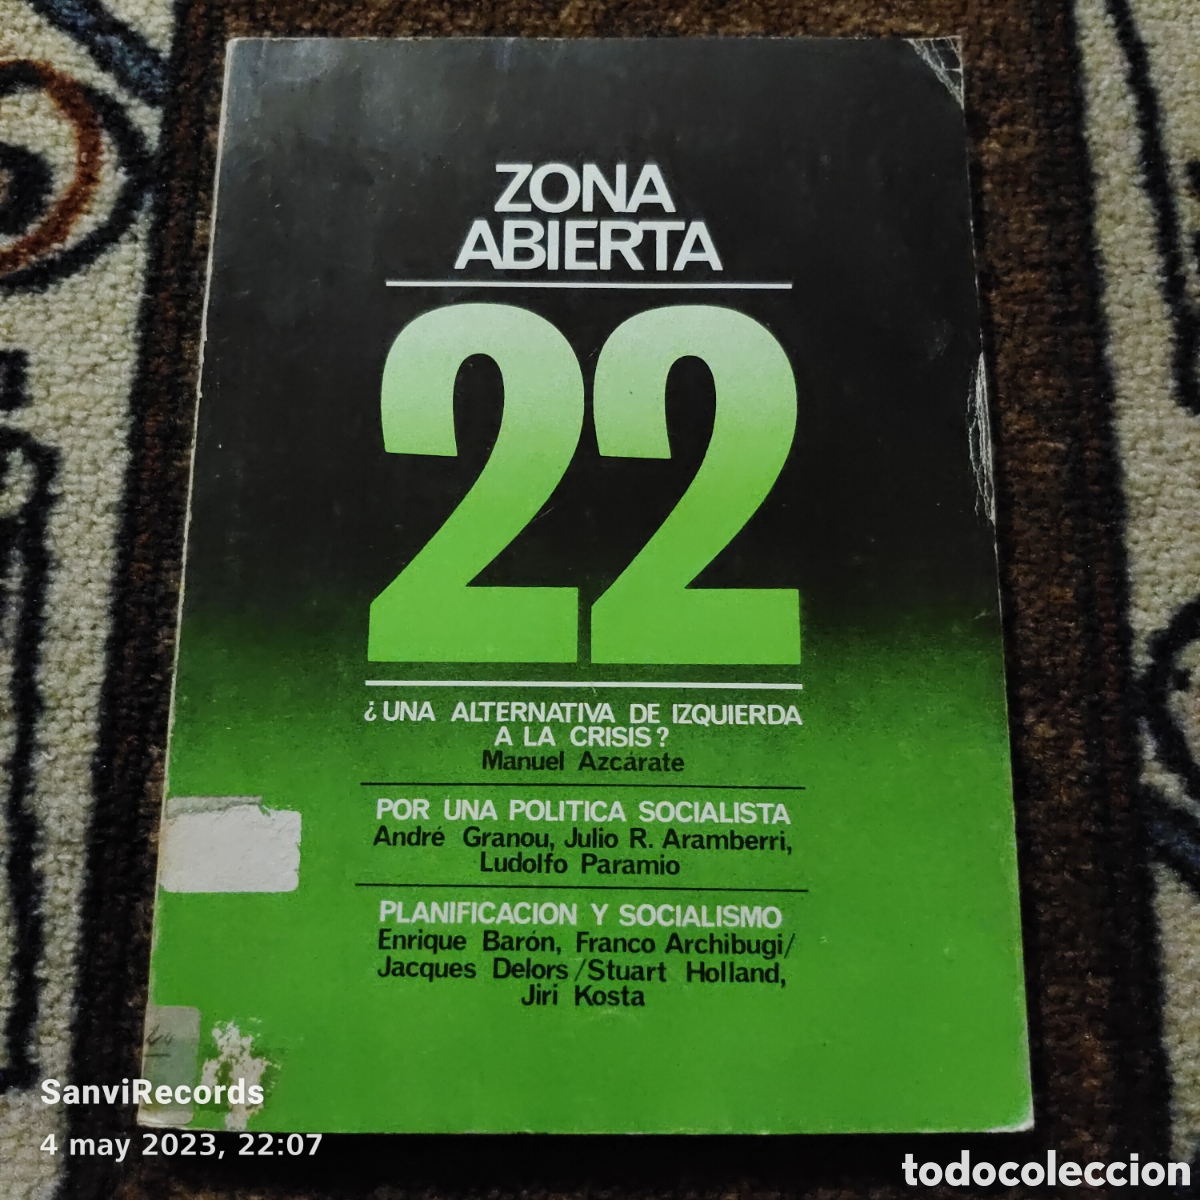 ZONA
ABIERTA
22
¿UNA ALTERNATIVA DE IZQUIERDA
A LA CRISIS?
Manuel Azcárate
POR UNA POLITICA SOCIALISTA
André Granou, Julio R. Aramberri,
Ludolfo Paramio
PLANIFICACION Y SOCIALISMO
Enrique Barón, Franco Archibugi/
Jacques Delors/Stuart Holland,
Jiri Kosta
SanviRecords
4 may 2023, 22:07
todocoleccion